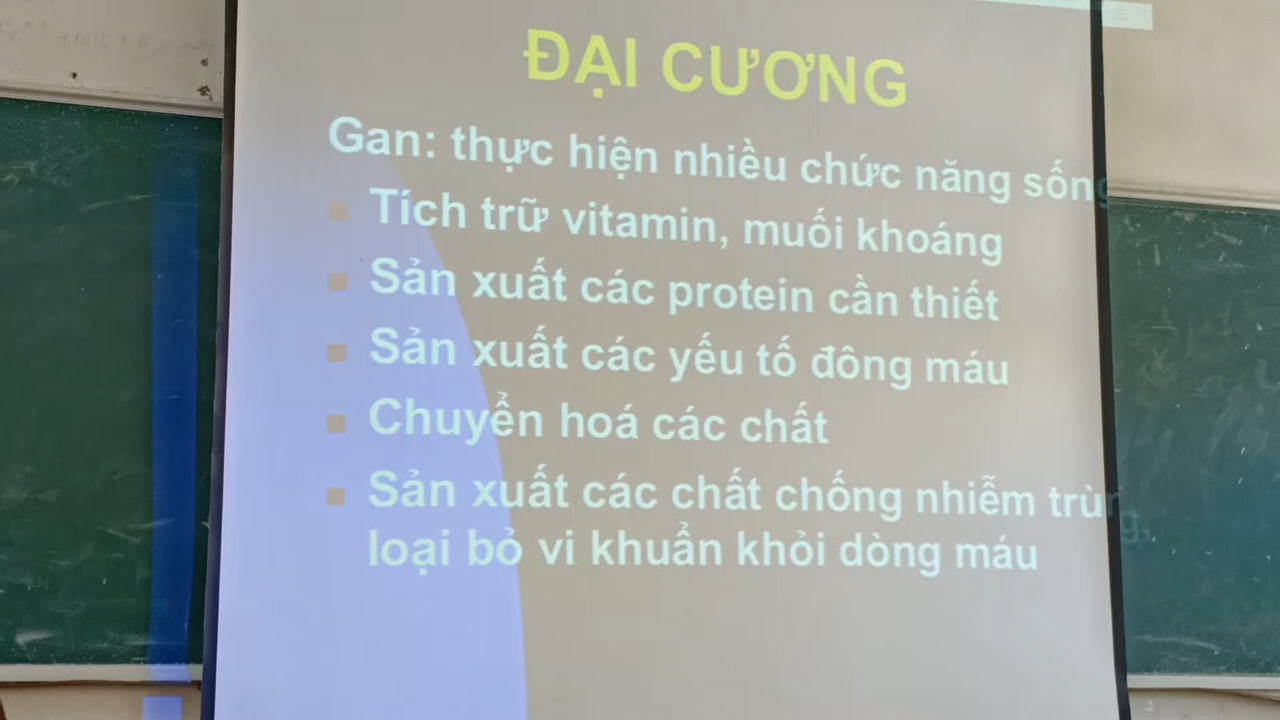 ĐẠI CƯƠNG
Gan: thực hiện nhiều chức năng sống
Tích trữ vitamin, muối khoáng
Sản xuất các protein cần thiết
Sản xuất các yếu tố đông máu
Chuyển hoá các chất
Sản xuất các chất chống nhiễm trùng,
loại bỏ vi khuẩn khỏi dòng máu